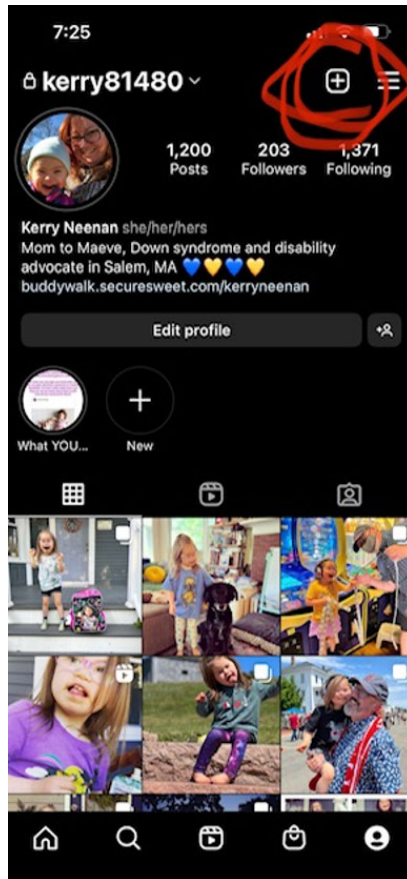 7:25
kerry81480
1,200 203 1,371
Posts Followers Following
Kerry Neenan she/her/hers
Mom to Maeve, Down syndrome and disability
advocate in Salem, MA 💙💛💙💛
buddywalk.securesweet.com/kerryneenan
Edit profile
What YOU... New